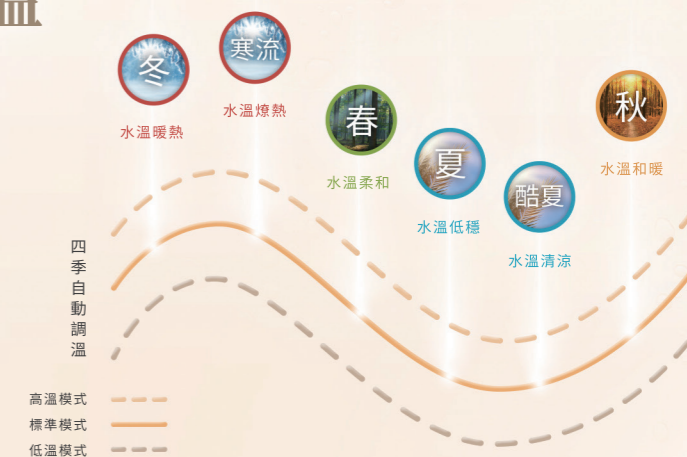 冬
水溫暖熱
寒流
水溫燎熱
春
水溫柔和
夏
水溫低穩
酷夏
水溫清涼
秋
水溫和暖
四季自動調溫
高溫模式
標準模式
低溫模式